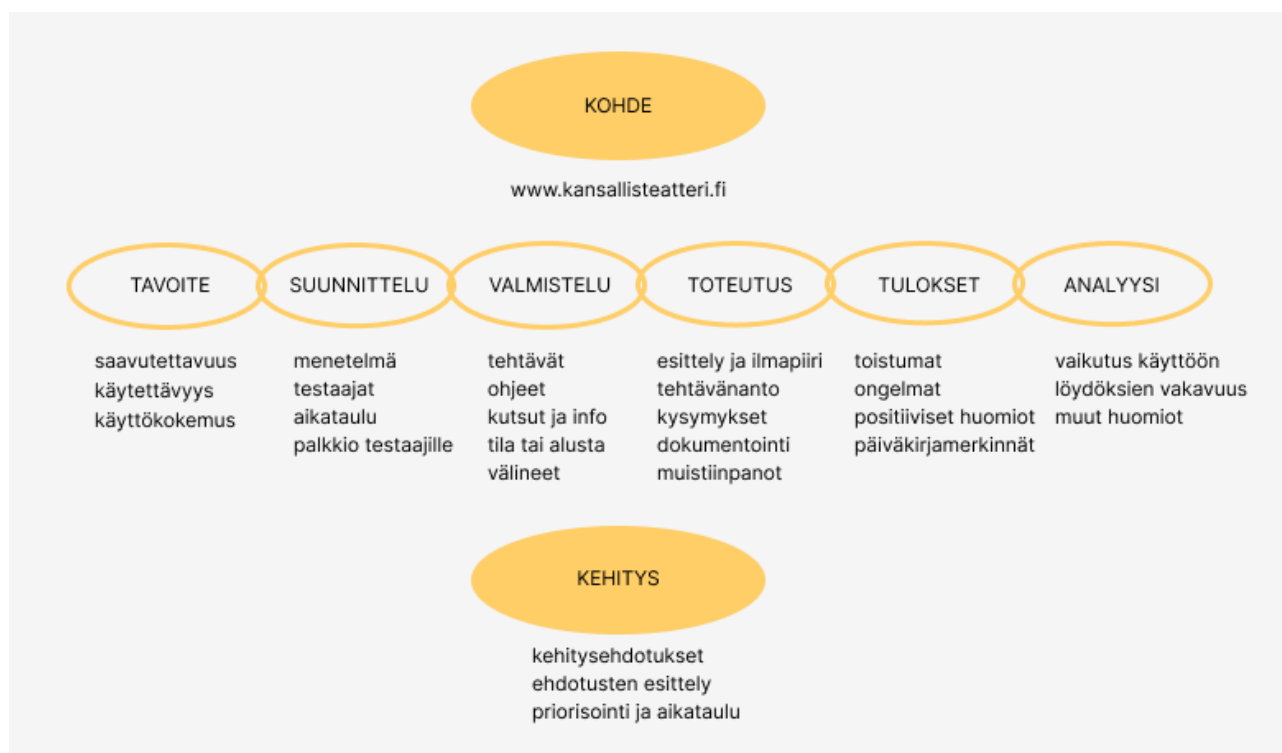 KOHDE
www.kansallisteatteri.fi
TAVOITE
saavutettavuus
käytettävyys
käyttökokemus
SUUNNITTELU
menetelmä
testaajat
aikataulu
palkkio testaajille
VALMISTELU
tehtävät
ohjeet
kutsut ja info
tila tai alusta
välineet
TOTEUTUS
esittely ja ilmapiiri
tehtävänanto
kysymykset
dokumentointi
muistiinpanot
TULOKSET
toistumat
ongelmat
positiiviset huomiot
päiväkirjamerkinnät
ANALYYSI
vaikutus käyttöön
löydöksien vakavuus
muut huomiot
KEHITYS
kehitysehdotukset
ehdotusten esittely
priorisointi ja aikataulu